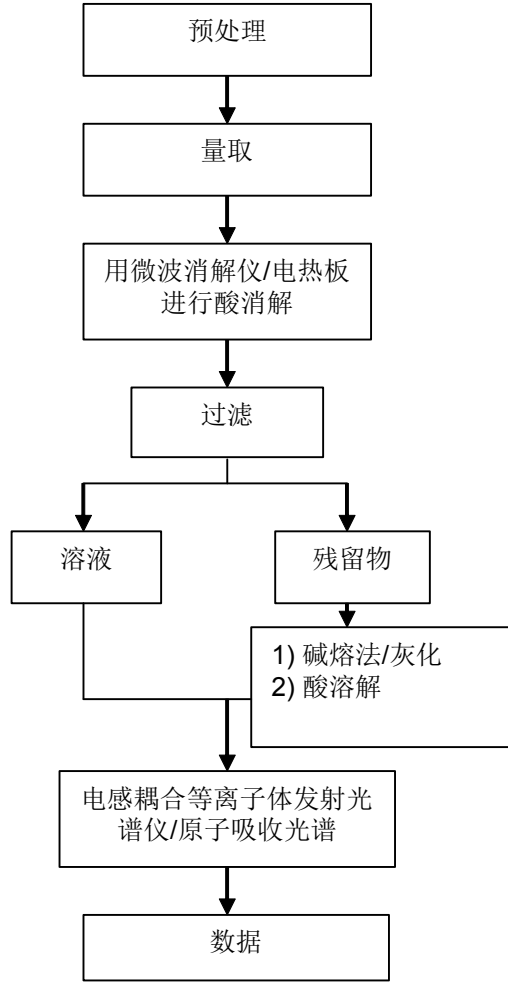 预处理
量取
用微波消解仪/电热板
进行酸消解
过滤
溶液
残留物
1) 碱熔法/灰化
2) 酸溶解
电感耦合等离子体发射光
谱仪/原子吸收光谱
数据